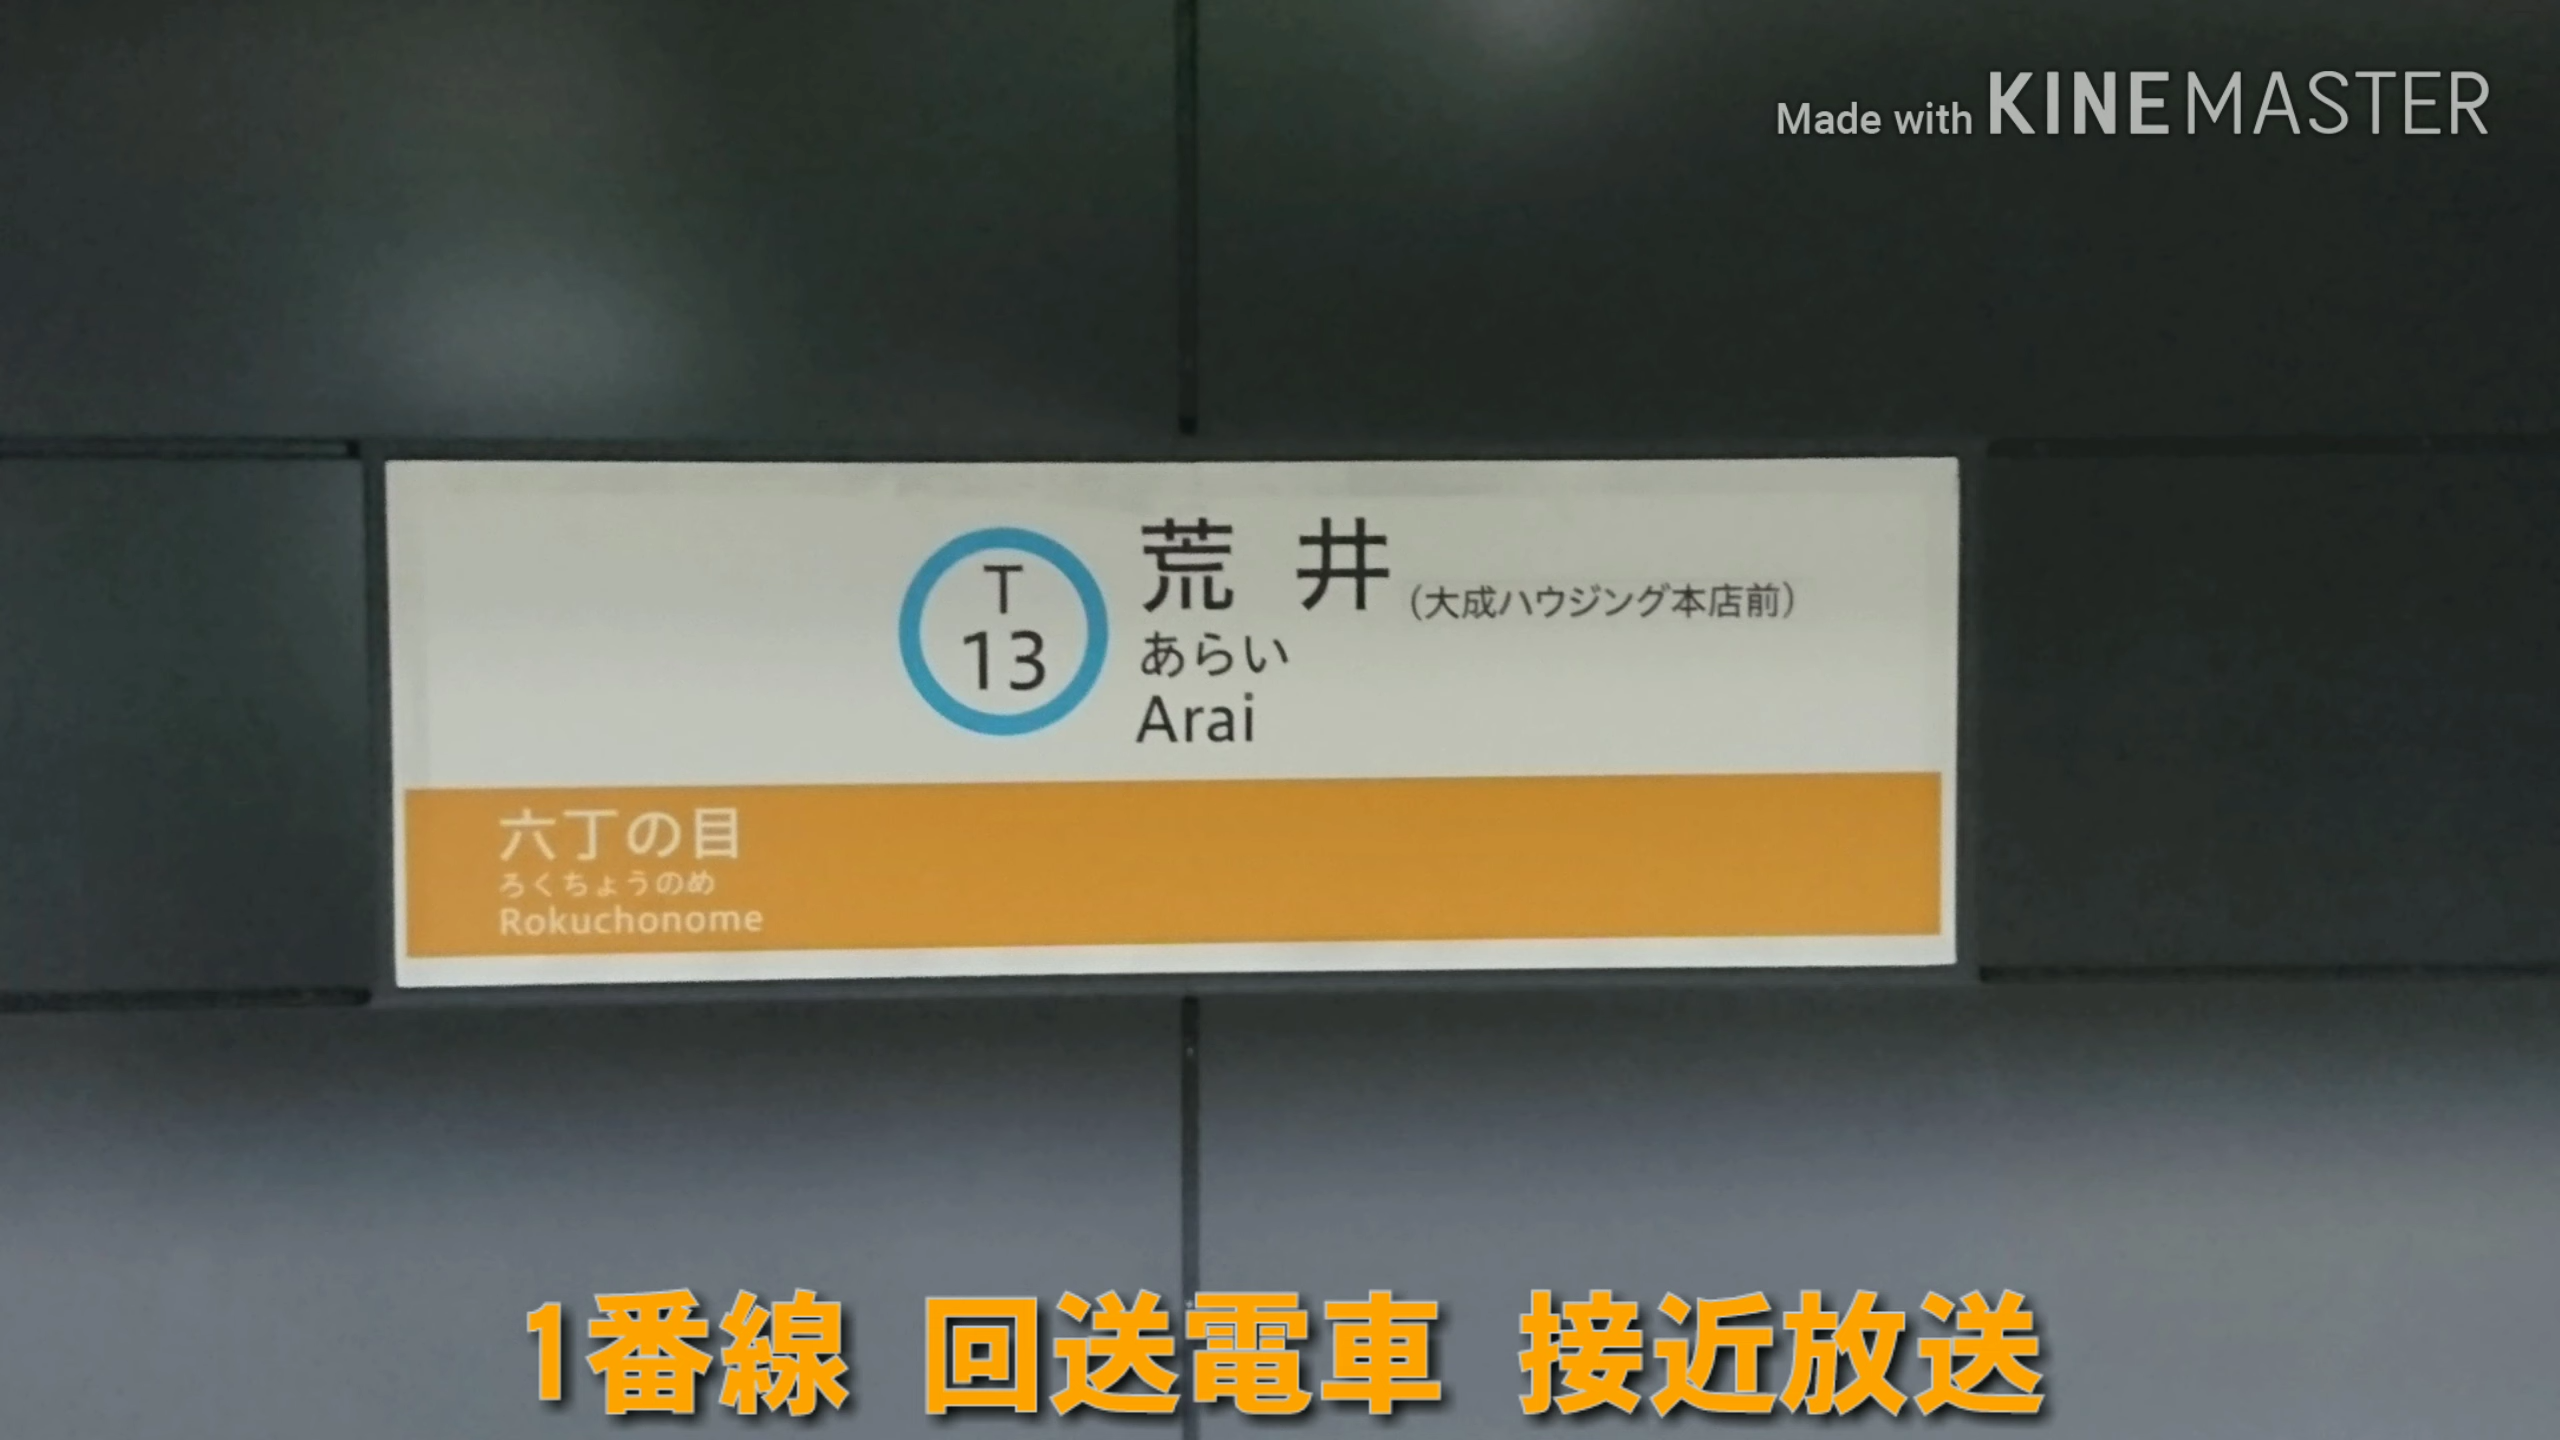 Made with KINEMASTER
T
13
荒井
(大成ハウジング本店前)
あらい
Arai
六丁の目
ろくちょうのめ
Rokuchonome
1番線 回送電車 接近放送